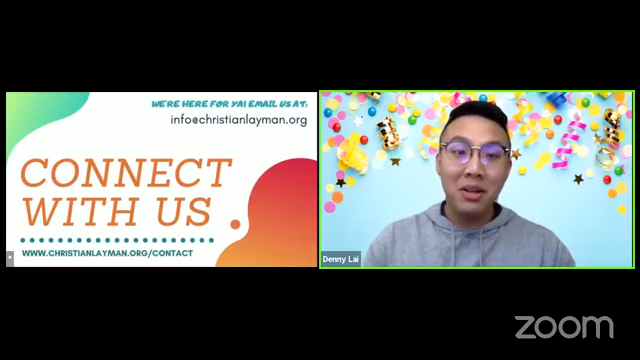 WE'RE HERE FOR YA! EMAIL US AT:
info@christianlayman.org
CONNECT
WITH US
WWW.CHRISTIANLAYMAN.ORG/CONTACT
Denny Lai
zoom